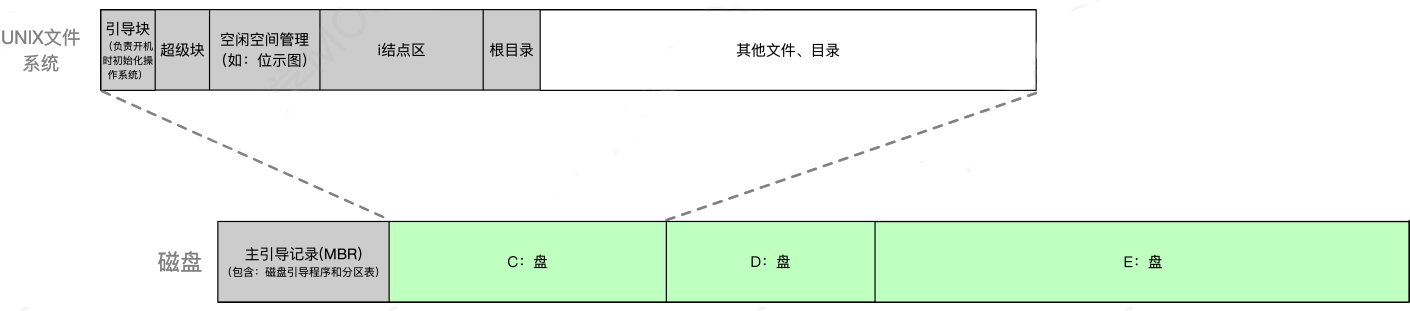 UNIX文件
系统
引导块
（负责开机
时初始化操
作系统）
超级块
空闲空间管理
（如：位示图）
i结点区
根目录
其他文件、目录
磁盘
主引导记录(MBR)
（包含：磁盘引导程序和分区表）
C：盘
D：盘
E：盘